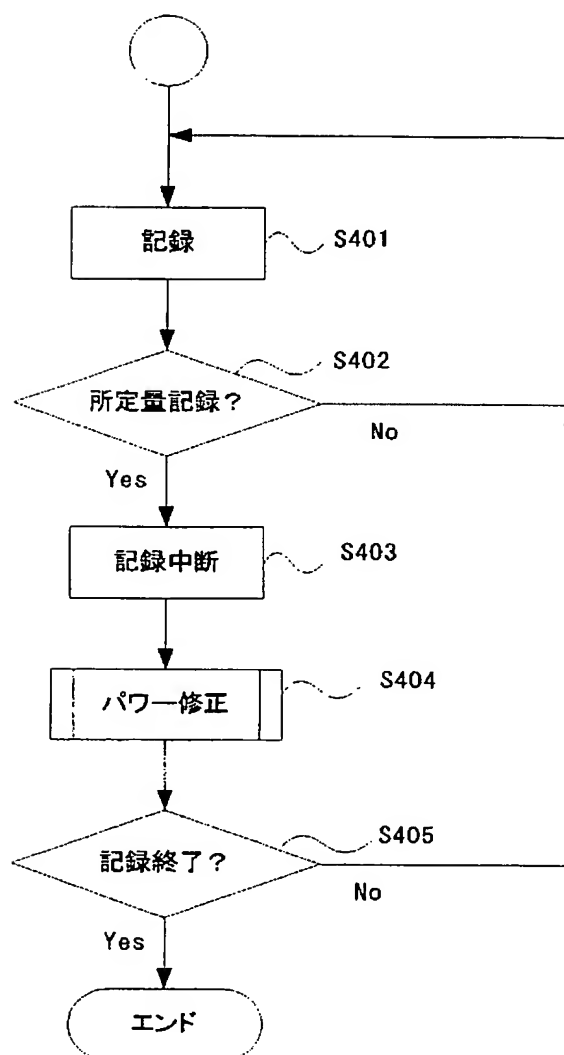 記録
S401
所定量記録?
S402
No
Yes
記録中断
S403
パワー修正
S404
記録終了?
S405
No
Yes
エンド